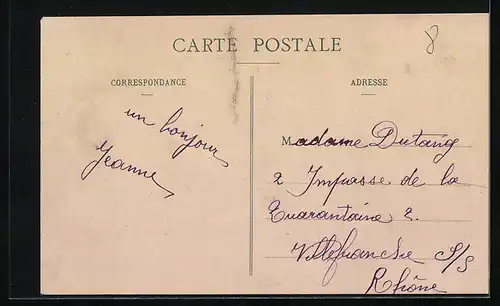 8
CARTE POSTALE
CORRESPONDANCE
ADRESSE
un bonjour
Jeanne
Madame Dutang
2 Impasse de la
Quarantaine 2.
Villefranche s/s
Rhône